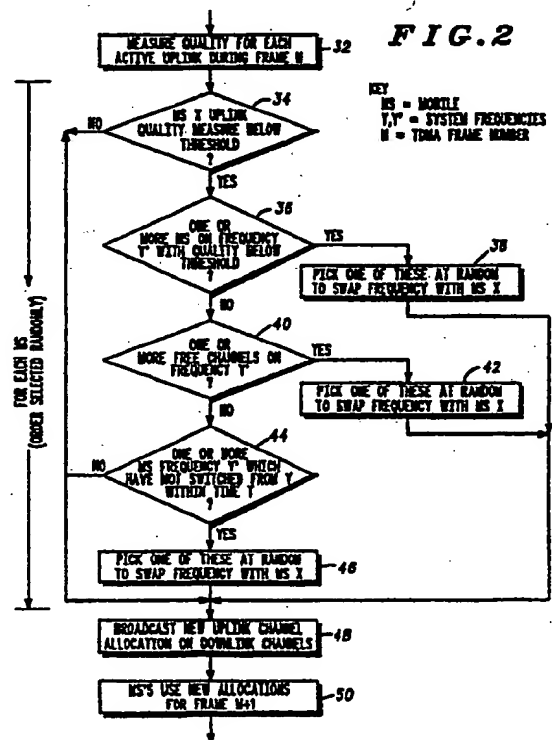 FIG.2
MEASURE QUALITY FOR EACH
ACTIVE UPLINK DURING FRAME N
32
KEY
MS = MOBILE
Y,Y' = SYSTEM FREQUENCIES
N = TDMA FRAME NUMBER
34
NO
MS X UPLINK
QUALITY MEASURE BELOW
THRESHOLD
?
YES
36
ONE OR
MORE MS ON FREQUENCY
Y' WITH QUALITY BELOW
THRESHOLD
?
YES
38
PICK ONE OF THESE AT RANDOM
TO SWAP FREQUENCY WITH MS X
NO
FOR EACH MS
(ORDER SELECTED RANDOMLY)
40
ONE OR
MORE FREE CHANNELS ON
FREQUENCY Y'
?
YES
42
PICK ONE OF THESE AT RANDOM
TO SWAP FREQUENCY WITH MS X
NO
44
NO
ONE OR MORE
MS FREQUENCY Y' WHICH
HAVE NOT SWITCHED FROM Y
WITHIN TIME T
?
YES
PICK ONE OF THESE AT RANDOM
TO SWAP FREQUENCY WITH MS X
46
BROADCAST NEW UPLINK CHANNEL
ALLOCATION ON DOWNLINK CHANNELS
48
MS'S USE NEW ALLOCATIONS
FOR FRAME N+1
50